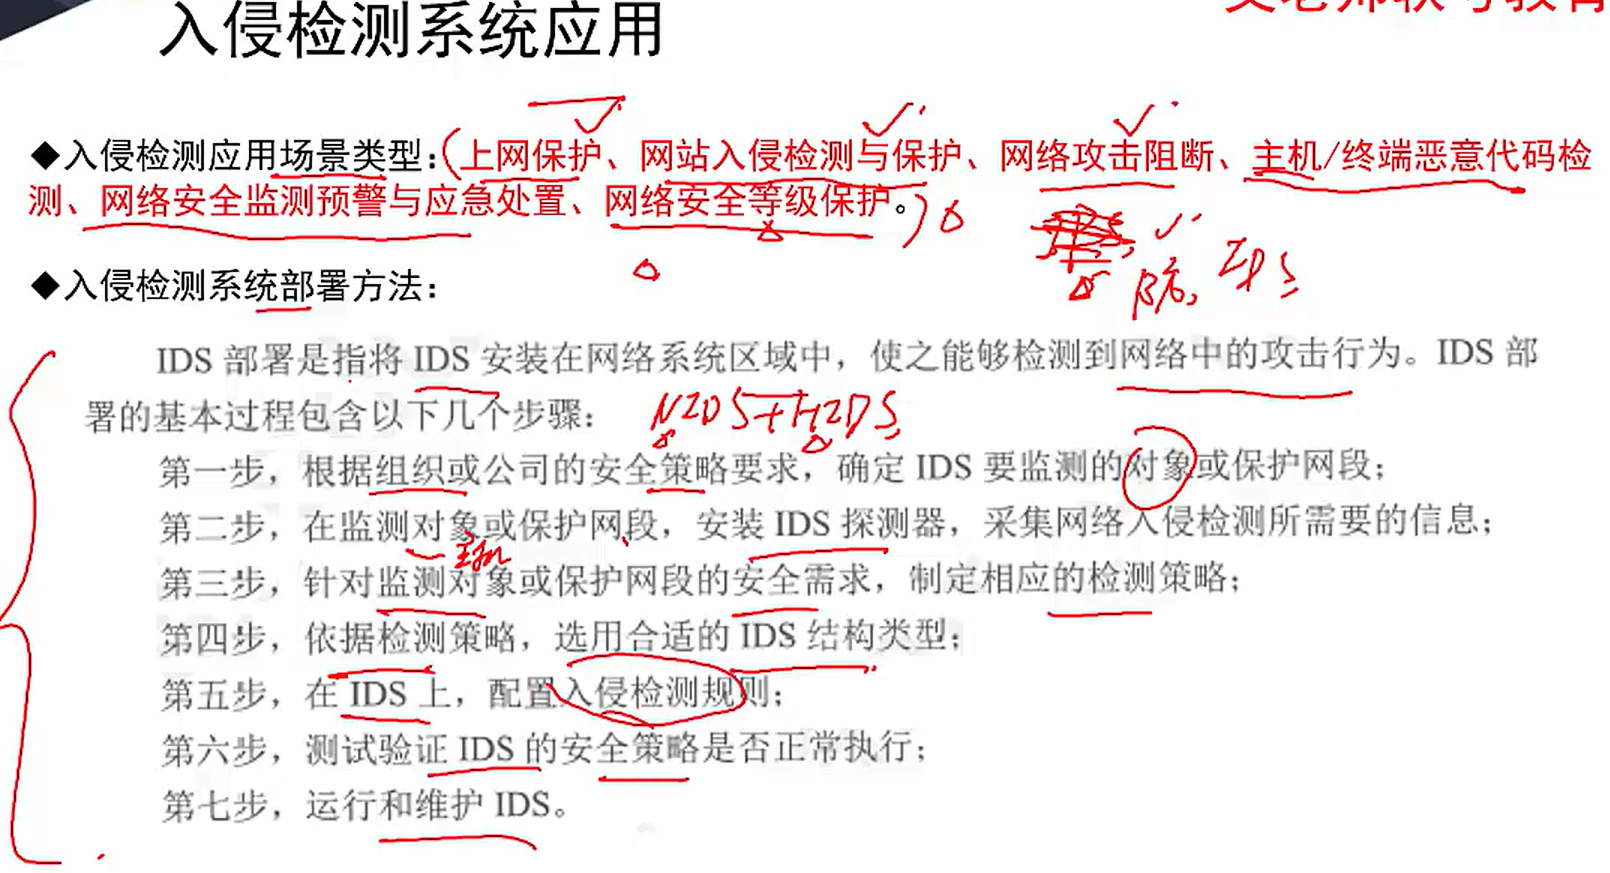 入侵检测系统应用
◆入侵检测应用场景类型：（上网保护、网站入侵检测与保护、网络攻击阻断、主机/终端恶意代码检
测、网络安全监测预警与应急处置、网络安全等级保护。）
◆入侵检测系统部署方法：
IDS 部署是指将 IDS 安装在网络系统区域中，使之能够检测到网络中的攻击行为。IDS 部
署的基本过程包含以下几个步骤：
NIDS+HIDS
第一步，根据组织或公司的安全策略要求，确定 IDS 要监测的对象或保护网段；
第二步，在监测对象或保护网段，安装 IDS 探测器，采集网络入侵检测所需要的信息；
主机
第三步，针对监测对象或保护网段的安全需求，制定相应的检测策略；
第四步，依据检测策略，选用合适的 IDS 结构类型；
第五步，在 IDS 上，配置入侵检测规则；
第六步，测试验证 IDS 的安全策略是否正常执行；
第七步，运行和维护 IDS。